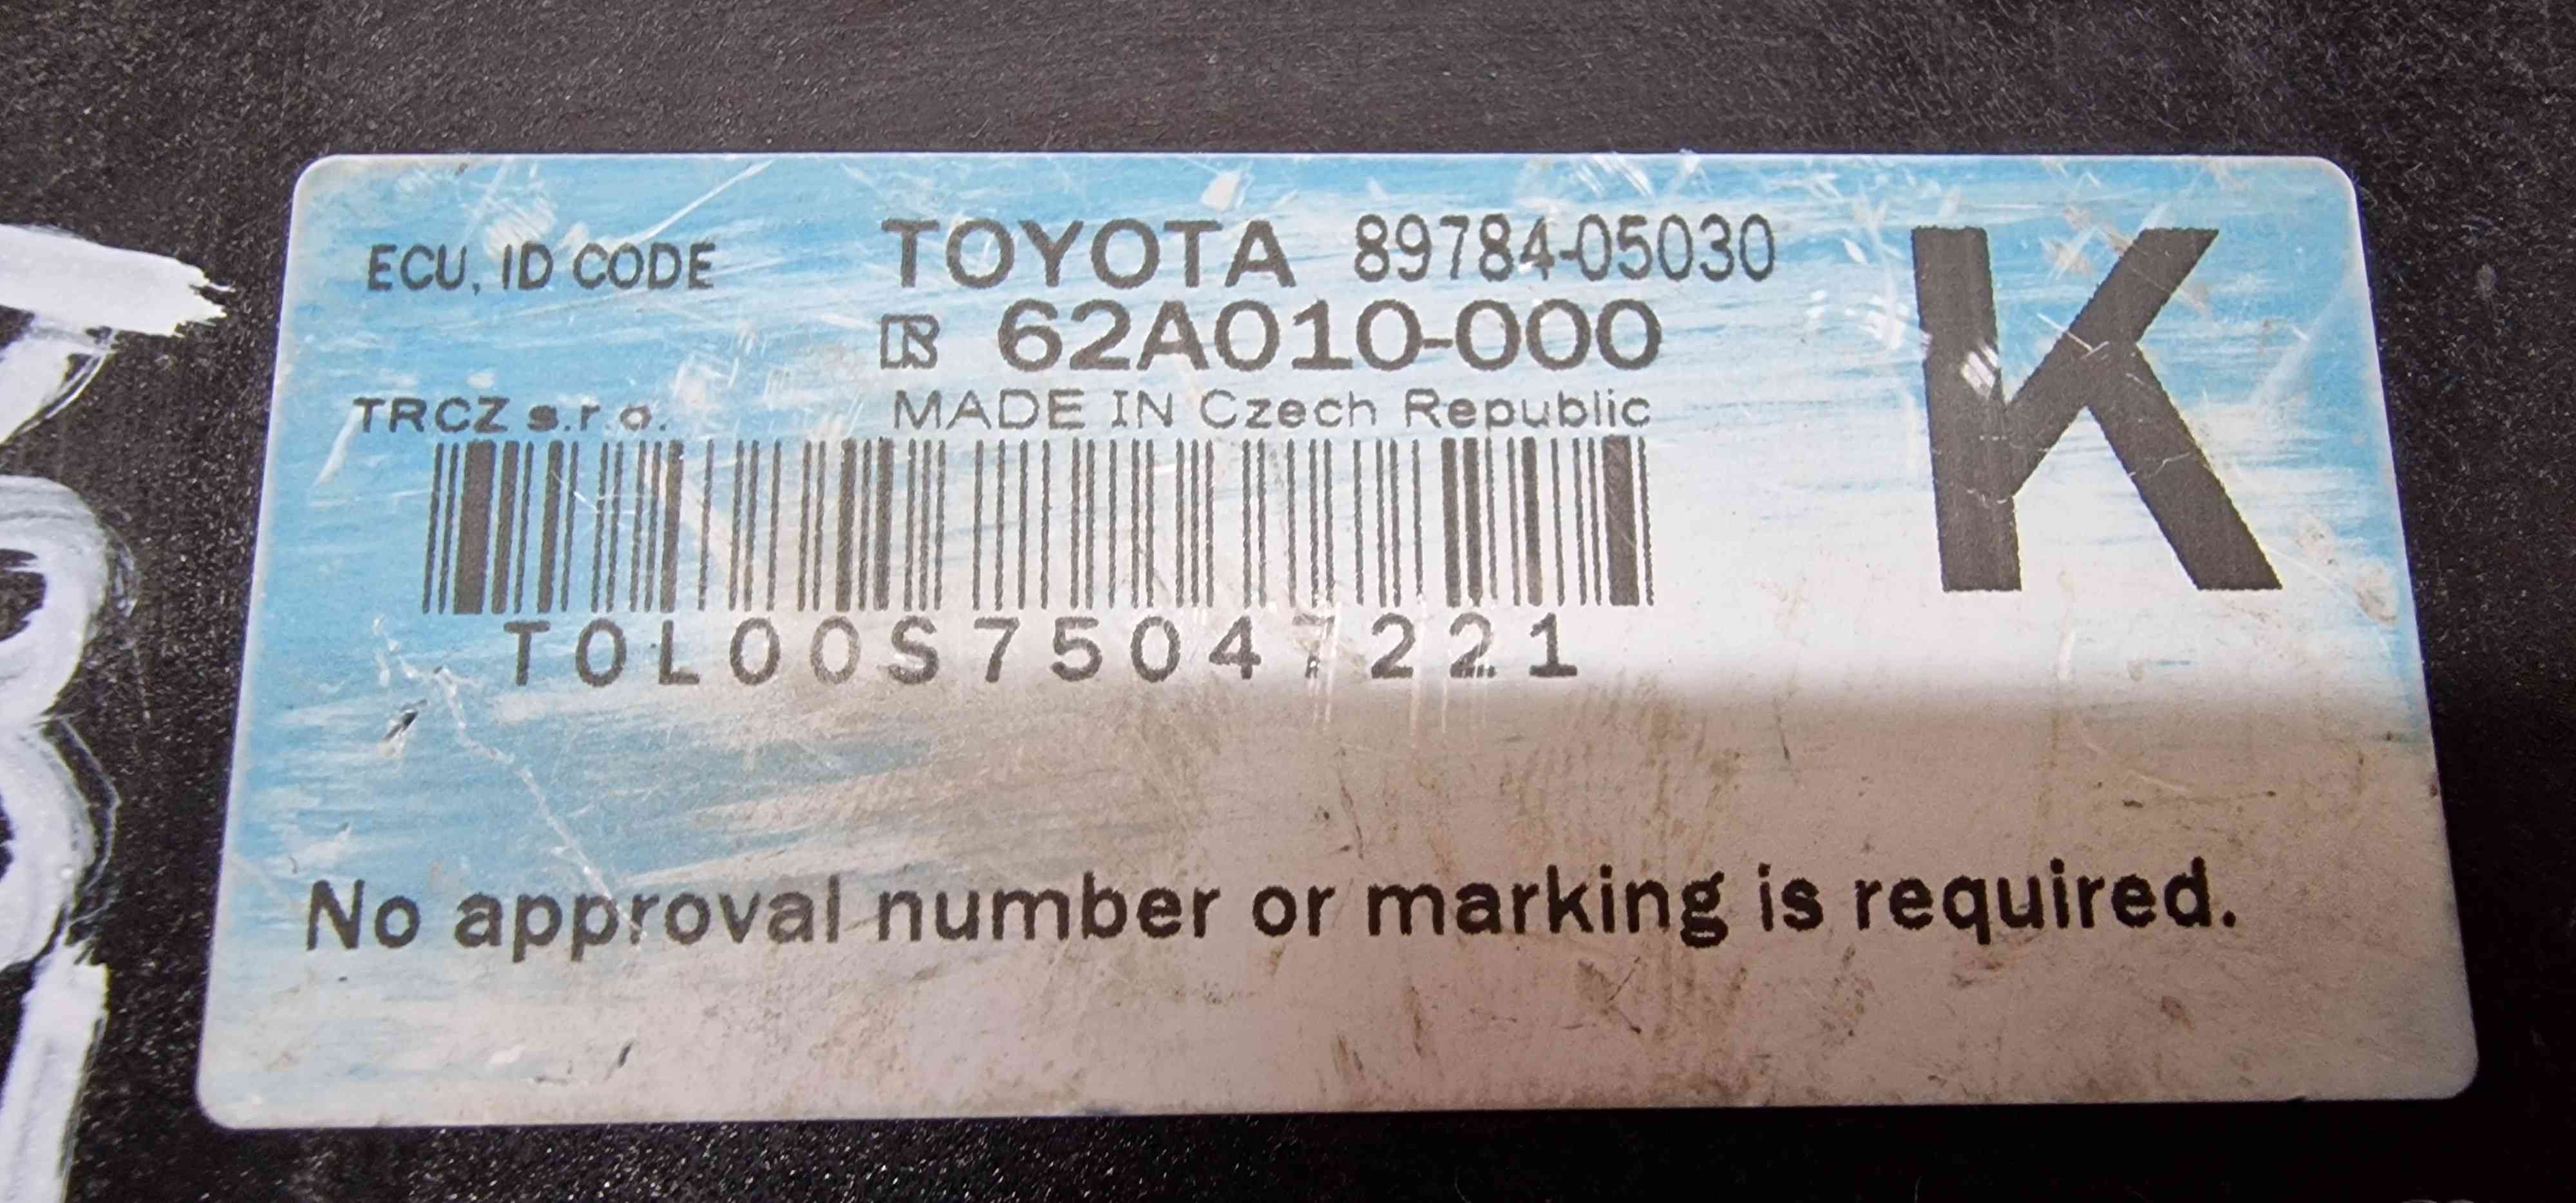 ECU, ID CODE TOYOTA 89784-05030
62A010-000
TRCZ s.r.o. MADE IN Czech Republic
K
T0L00S75047221
No approval number or marking is required.